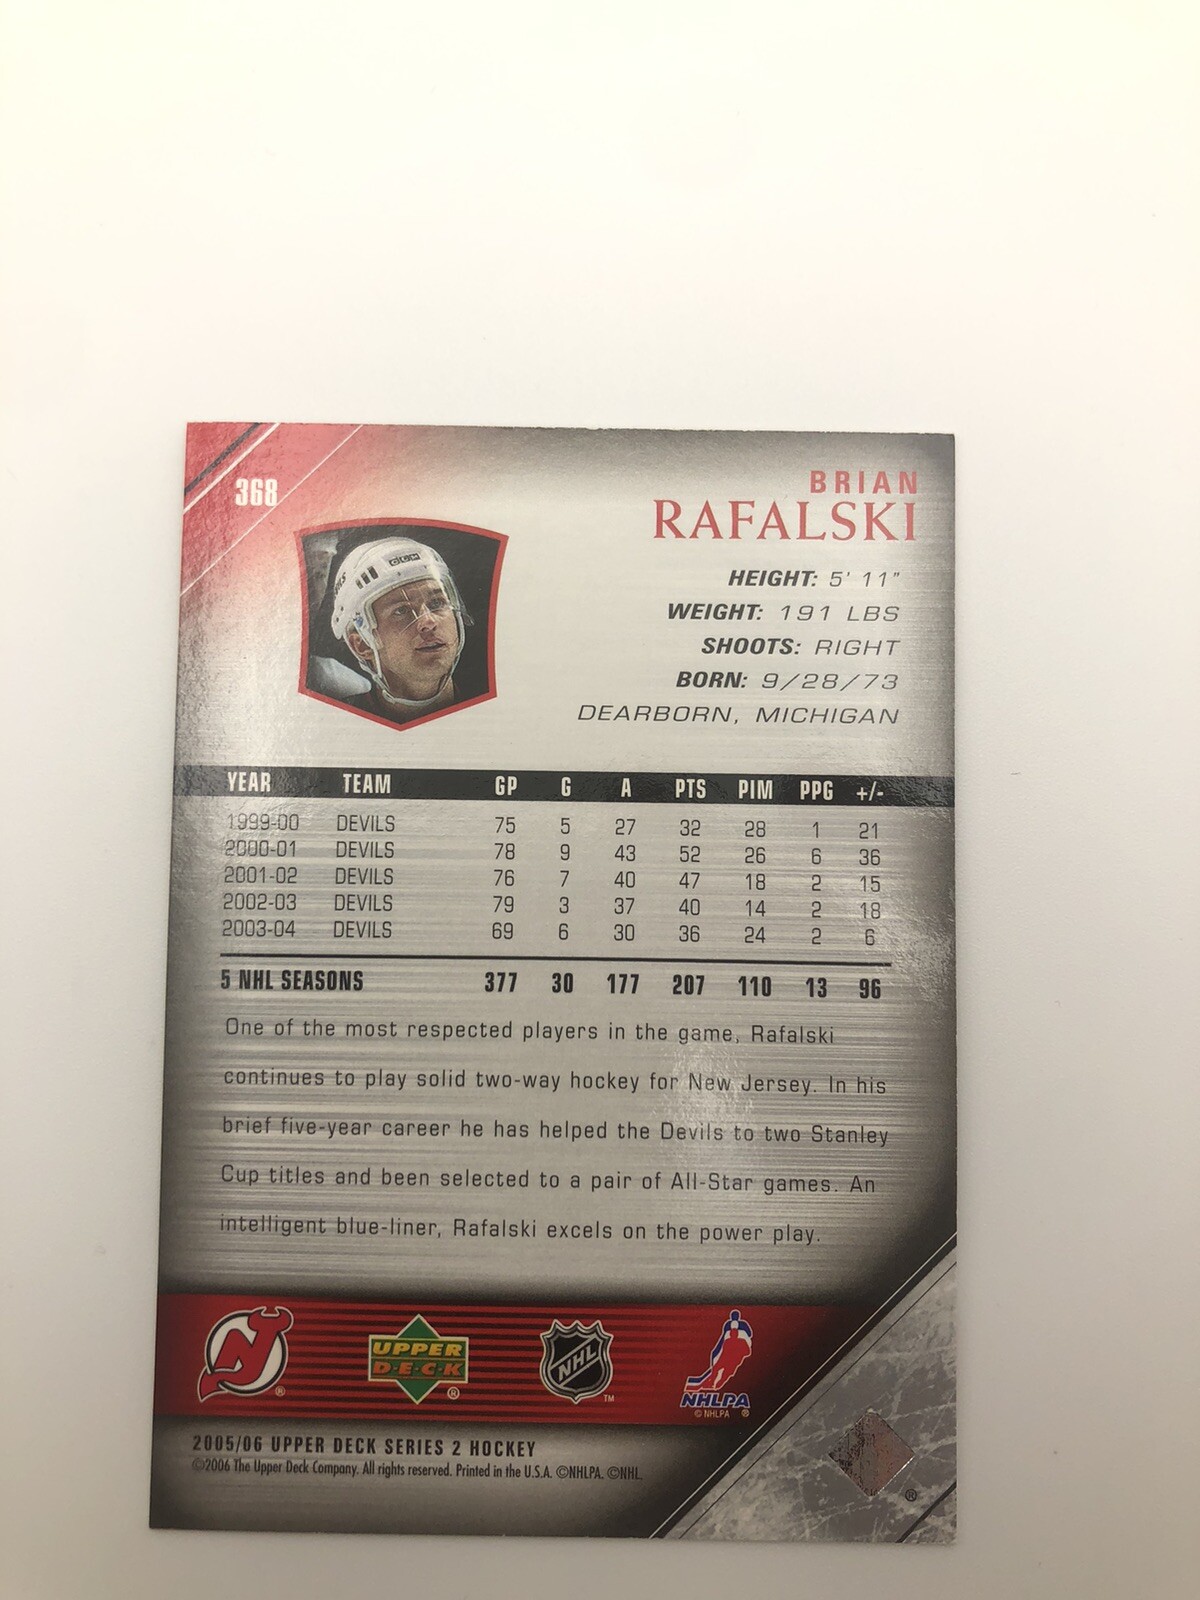 368
BRIAN
RAFALSKI
CCM
HEIGHT: 5' 11"
WEIGHT: 191 LBS
SHOOTS: RIGHT
BORN: 9/28/73
DEARBORN, MICHIGAN
YEAR TEAM GP G A PTS PIM PPG +/-
1999-00 DEVILS 75 5 27 32 28 1 21
2000-01 DEVILS 78 9 43 52 26 6 36
2001-02 DEVILS 76 7 40 47 18 2 15
2002-03 DEVILS 79 3 37 40 14 2 18
2003-04 DEVILS 69 6 30 36 24 2 6
5 NHL SEASONS 377 30 177 207 110 13 96
One of the most respected players in the game, Rafalski
continues to play solid two-way hockey for New Jersey. In his
brief five-year career he has helped the Devils to two Stanley
Cup titles and been selected to a pair of All-Star games. An
intelligent blue-liner, Rafalski excels on the power play.
NJ ®
UPPER
D·E·C·K ®
NHL TM
NHLPA
© NHLPA ®
2005/06 UPPER DECK SERIES 2 HOCKEY
©2006 The Upper Deck Company. All rights reserved. Printed in the U.S.A. ©NHLPA. ©NHL.
®